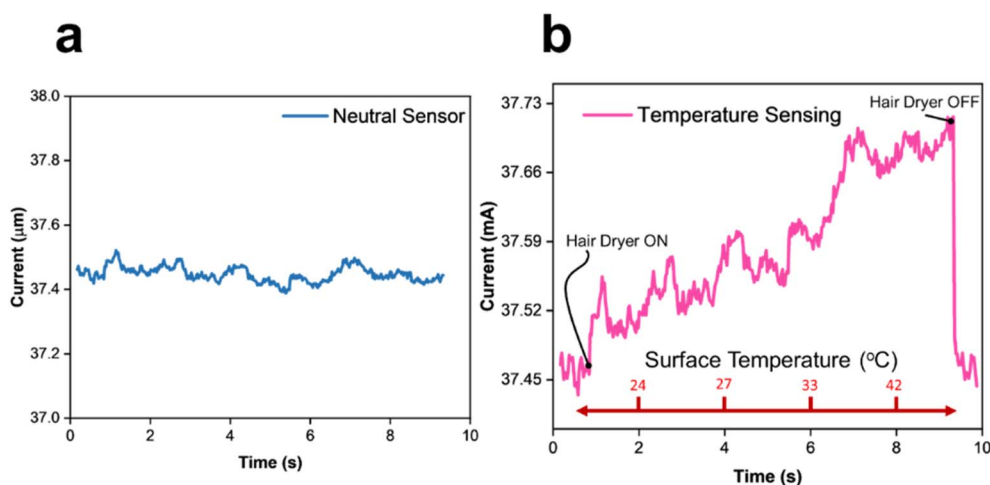 a
38.0
37.8
37.6
37.4
37.2
37.0
Current (μm)
Neutral Sensor
0 2 4 6 8 10
Time (s)
b
37.73
37.66
37.59
37.52
37.45
Current (mA)
Temperature Sensing
Hair Dryer OFF
Hair Dryer ON
Surface Temperature (°C)
24 27 33 42
0 2 4 6 8 10
Time (s)